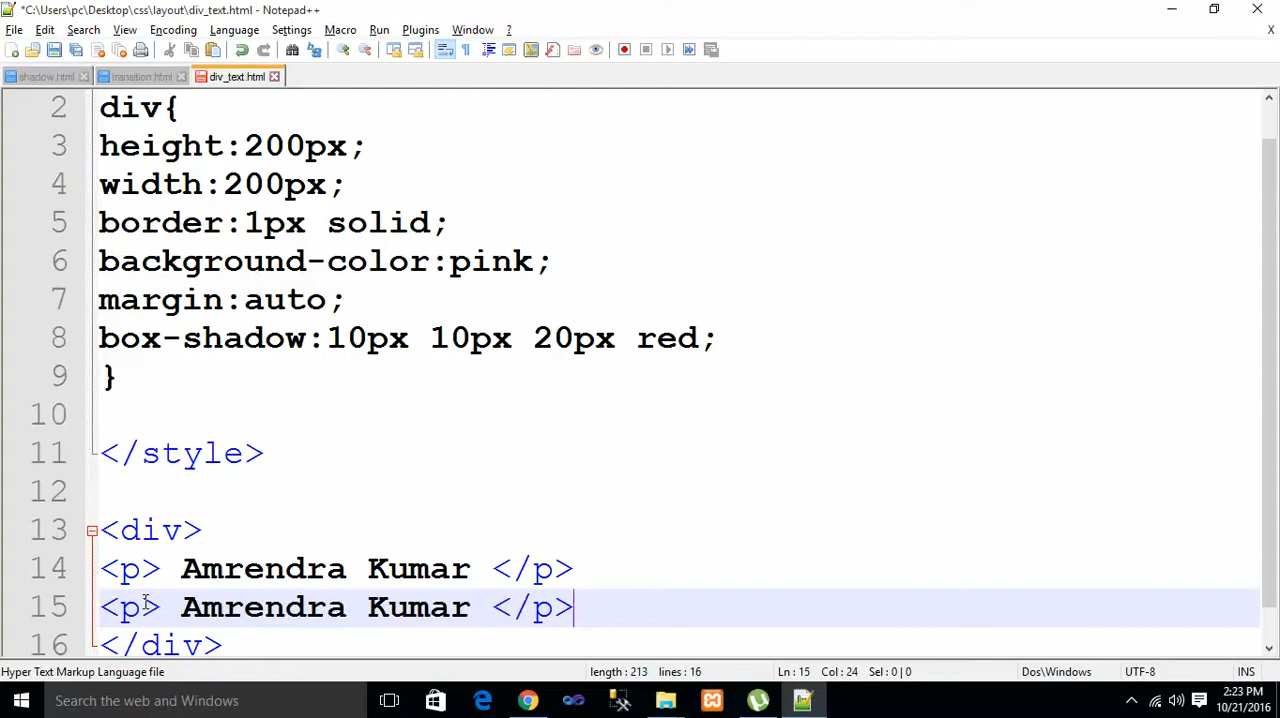 *C:\Users\pc\Desktop\css\layout\div_text.html - Notepad++
File Edit Search View Encoding Language Settings Macro Run Plugins Window ?
X
shadow.html transition.html div_text.html
2 div{
3 height:200px;
4 width:200px;
5 border:1px solid;
6 background-color:pink;
7 margin:auto;
8 box-shadow:10px 10px 20px red;
9 }
10
11 </style>
12
13 <div>
14 <p> Amrendra Kumar </p>
15 <p> Amrendra Kumar </p>
16 </div>
Hyper Text Markup Language file length : 213 lines : 16 Ln : 15 Col : 24 Sel : 0 | 0 Dos\Windows UTF-8 INS
Search the web and Windows
2:23 PM
10/21/2016